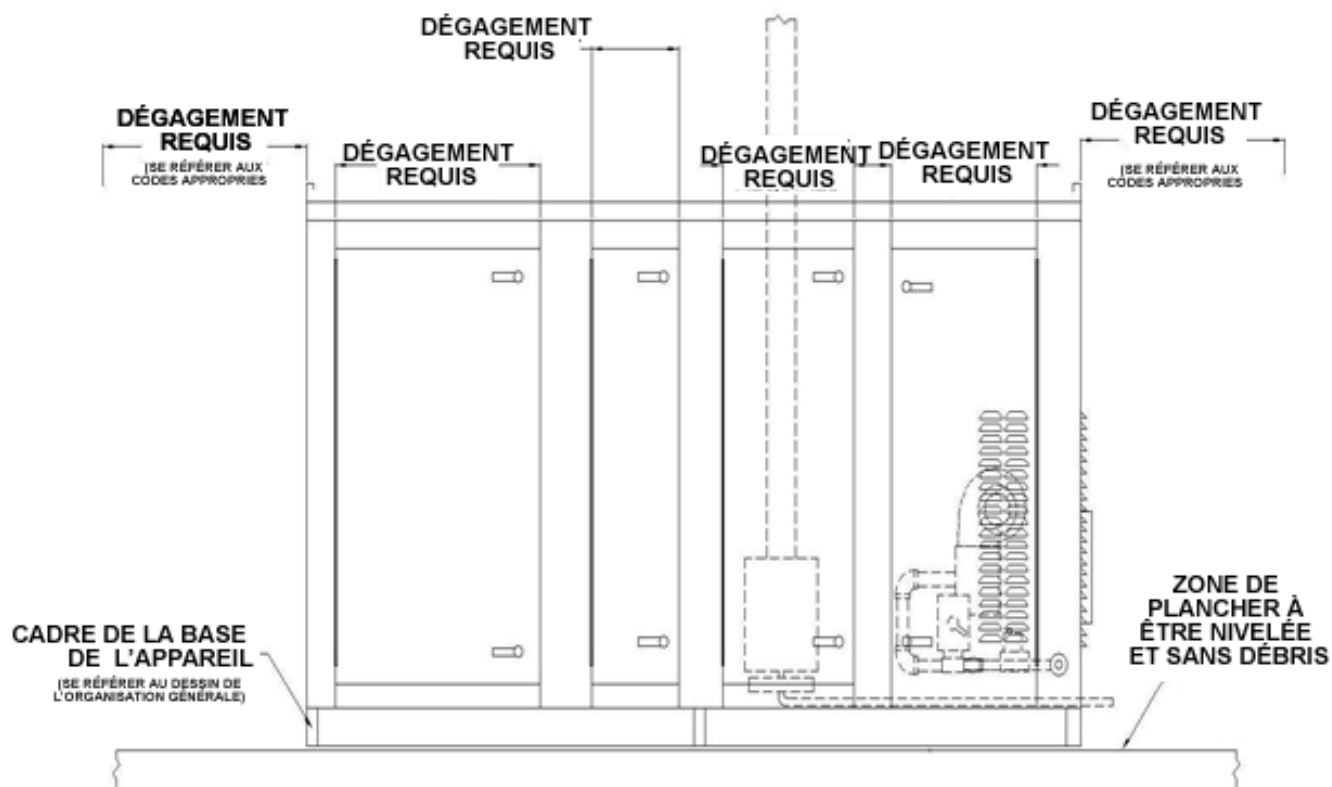 DÉGAGEMENT
REQUIS
DÉGAGEMENT
REQUIS
(SE RÉFÉRER AUX
CODES APPROPRIES
DÉGAGEMENT
REQUIS
(SE RÉFÉRER AUX
CODES APPROPRIES
DÉGAGEMENT
REQUIS
DÉGAGEMENT
REQUIS
DÉGAGEMENT
REQUIS
CADRE DE LA BASE
DE L'APPAREIL
(SE RÉFÉRER AU DESSIN DE
L'ORGANISATION GÉNÉRALE)
ZONE DE
PLANCHER À
ÊTRE NIVELÉE
ET SANS DÉBRIS